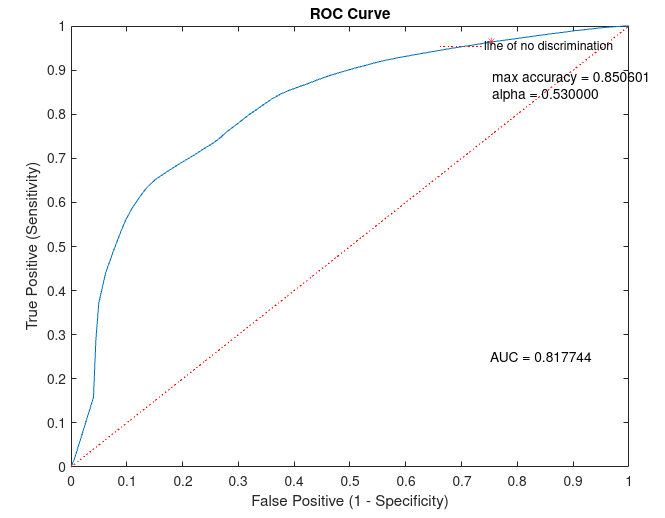 ROC Curve
1
0.9
0.8
0.7
0.6
0.5
0.4
0.3
0.2
0.1
0
True Positive (Sensitivity)
line of no discrimination
max accuracy = 0.850601
alpha = 0.530000
AUC = 0.817744
0 0.1 0.2 0.3 0.4 0.5 0.6 0.7 0.8 0.9 1
False Positive (1 - Specificity)